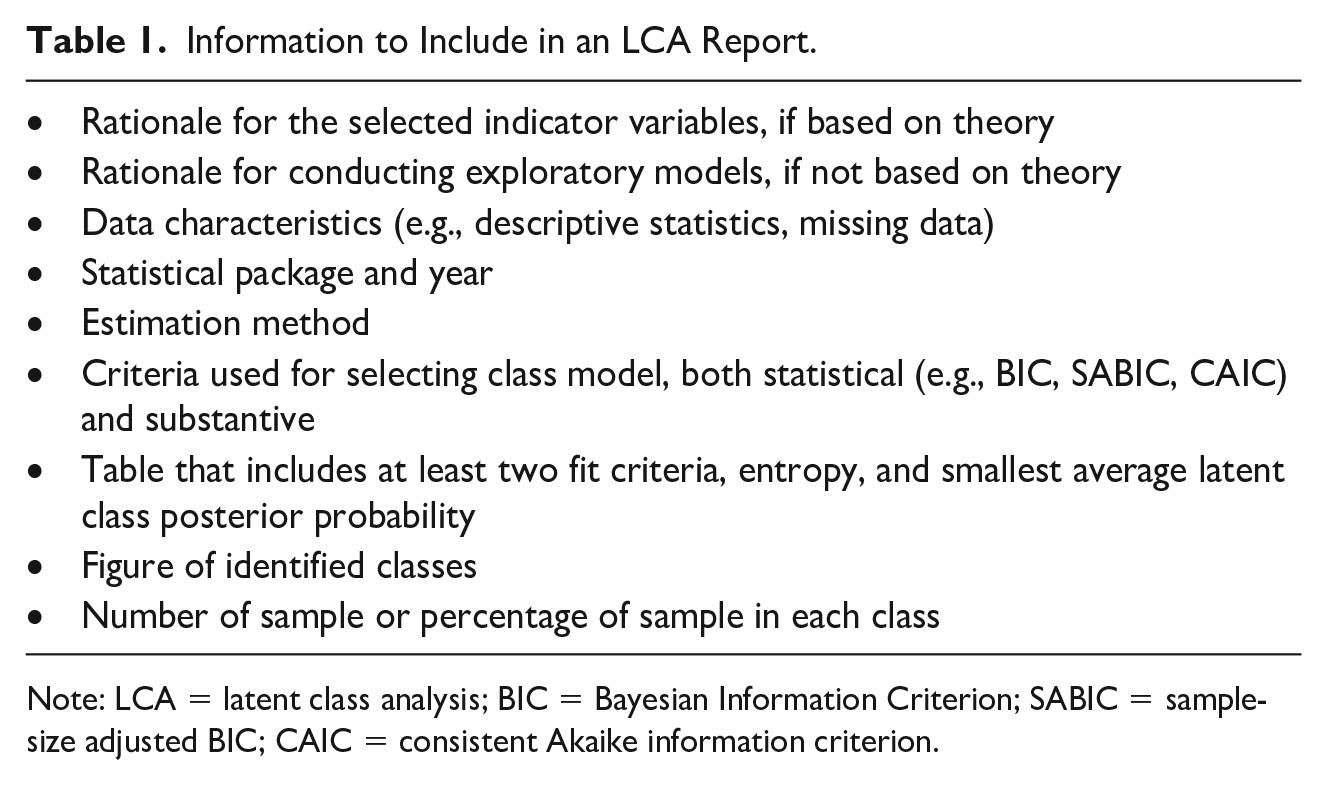 Table 1. Information to Include in an LCA Report.
• Rationale for the selected indicator variables, if based on theory
• Rationale for conducting exploratory models, if not based on theory
• Data characteristics (e.g., descriptive statistics, missing data)
• Statistical package and year
• Estimation method
• Criteria used for selecting class model, both statistical (e.g., BIC, SABIC, CAIC)
and substantive
• Table that includes at least two fit criteria, entropy, and smallest average latent
class posterior probability
• Figure of identified classes
• Number of sample or percentage of sample in each class
Note: LCA = latent class analysis; BIC = Bayesian Information Criterion; SABIC = sample-
size adjusted BIC; CAIC = consistent Akaike information criterion.